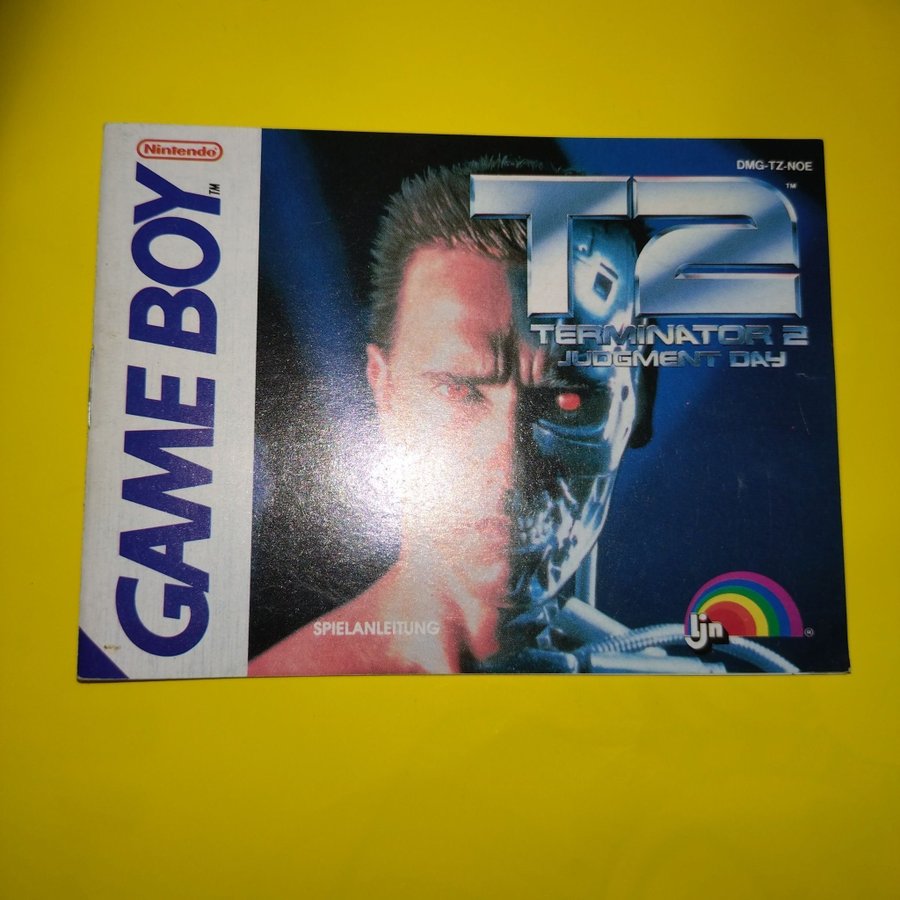 Nintendo
GAME BOY™
DMG-TZ-NOE
T2™
TERMINATOR 2
JUDGMENT DAY
SPIELANLEITUNG
ljn®